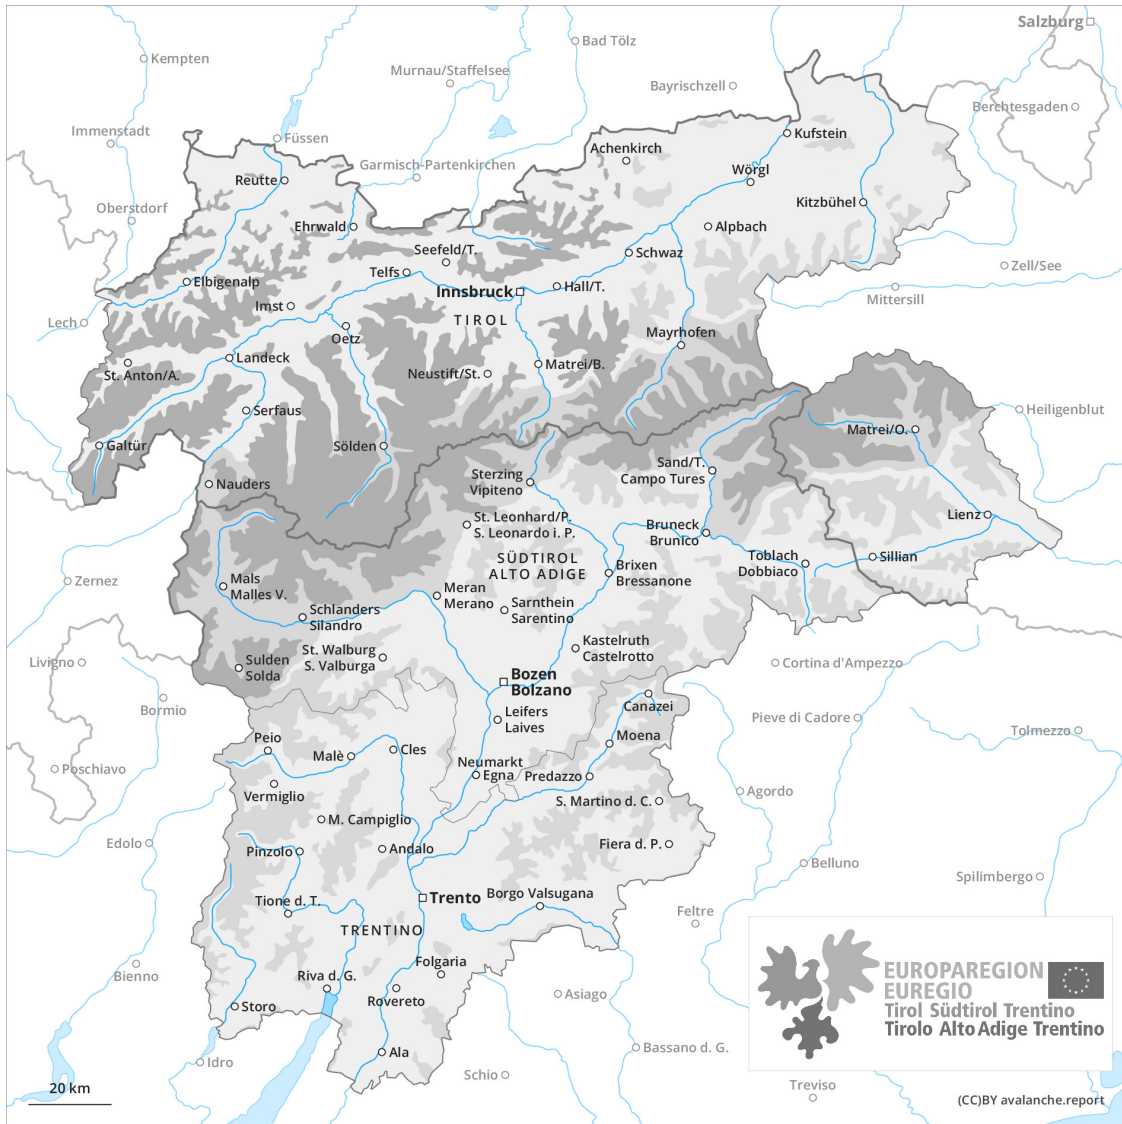 Salzburg
Bad Tölz
Kempten
Murnau/Staffelsee
Bayrischzell
Berchtesgaden
Immenstadt
Füssen
Kufstein
Achenkirch
Garmisch-Partenkirchen
Wörgl
Reutte
Kitzbühel
Oberstdorf
Ehrwald
Alpbach
Seefeld/T.
Schwaz
Zell/See
Telfs
Elbigenalp
Hall/T.
Innsbruck
Mittersill
Imst
TIROL
Lech
Oetz
Mayrhofen
Landeck
St. Anton/A.
Neustift/St.
Matrei/B.
Serfaus
Heiligenblut
Matrei/O.
Galtür
Sölden
Sterzing
Vipiteno
Sand/T.
Campo Tures
Nauders
St. Leonhard/P.
S. Leonardo i. P.
Lienz
Bruneck
Brunico
SÜDTIROL
ALTO ADIGE
Toblach
Dobbiaco
Sillian
Brixen
Bressanone
Zernez
Mals
Malles V.
Meran
Merano
Sarnthein
Sarentino
Schlanders
Silandro
Kastelruth
Castelrotto
St. Walburg
S. Valburga
Livigno
Sulden
Solda
Cortina d'Ampezzo
Bozen
Bolzano
Canazei
Bormio
Leifers
Laives
Pieve di Cadore
Tolmezzo
Peio
Moena
Malè
Cles
Neumarkt
Egna
Predazzo
Poschiavo
Vermiglio
Agordo
S. Martino d. C.
M. Campiglio
Edolo
Pinzolo
Andalo
Fiera d. P.
Belluno
Spilimbergo
Tione d. T.
Trento
Borgo Valsugana
Feltre
TRENTINO
Bienno
Folgaria
Riva d. G.
EUROPAREGION
EUREGIO
Tirol Südtirol Trentino
Tirolo Alto Adige Trentino
Storo
Rovereto
Asiago
Ala
Bassano d. G.
Idro
Schio
Treviso
20 km
(CC)BY avalanche.report